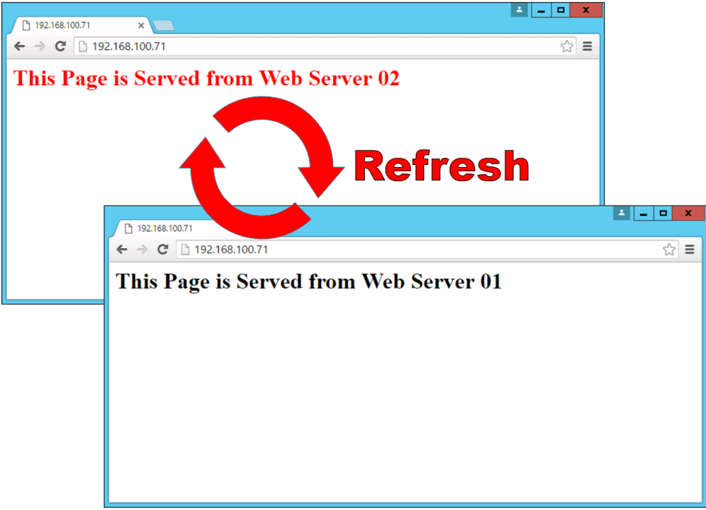 192.168.100.71
192.168.100.71
This Page is Served from Web Server 02
Refresh
192.168.100.71
192.168.100.71
This Page is Served from Web Server 01